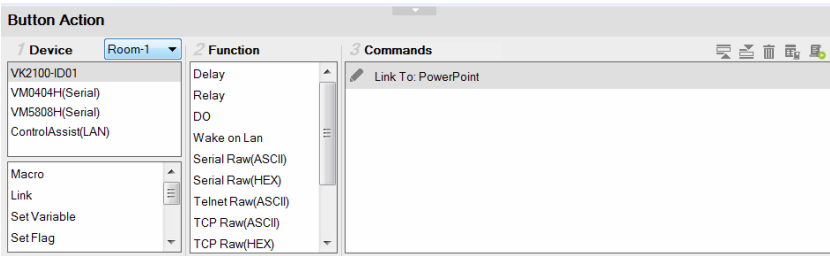 Button Action
1 Device Room-1 2 Function 3 Commands
VK2100-ID01
VM0404H(Serial)
VM5808H(Serial)
ControlAssist(LAN)
Macro
Link
Set Variable
Set Flag
Delay
Relay
DO
Wake on Lan
Serial Raw(ASCII)
Serial Raw(HEX)
Telnet Raw(ASCII)
TCP Raw(ASCII)
TCP Raw(HEX)
Link To: PowerPoint